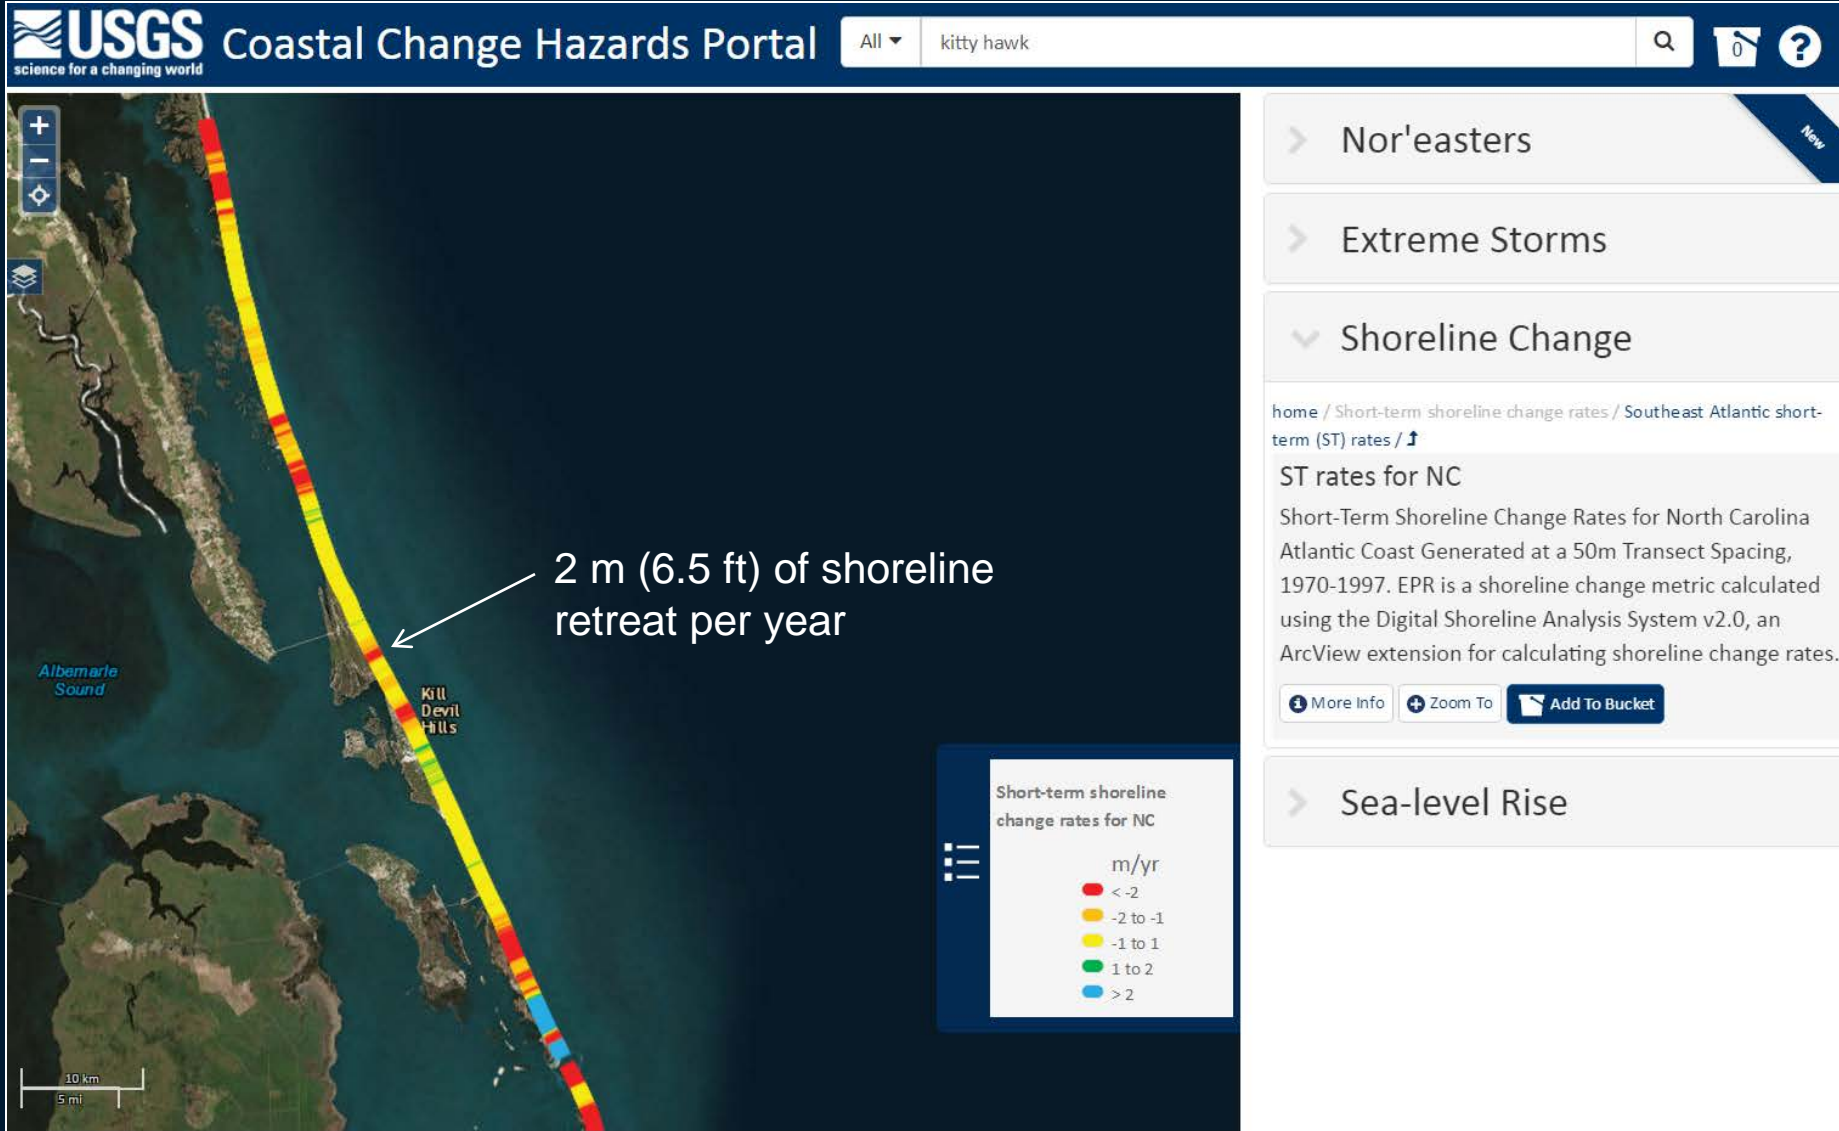 USGS
science for a changing world
Coastal Change Hazards Portal
All
kitty hawk
0
?
+
−
Nor'easters
New
Extreme Storms
Shoreline Change
home / Short-term shoreline change rates / Southeast Atlantic short-
term (ST) rates /
ST rates for NC
Short-Term Shoreline Change Rates for North Carolina
Atlantic Coast Generated at a 50m Transect Spacing,
1970-1997. EPR is a shoreline change metric calculated
using the Digital Shoreline Analysis System v2.0, an
ArcView extension for calculating shoreline change rates.
More Info
Zoom To
Add To Bucket
Sea-level Rise
2 m (6.5 ft) of shoreline
retreat per year
Albemarle
Sound
Kill
Devil
Hills
Short-term shoreline
change rates for NC
m/yr
< -2
-2 to -1
-1 to 1
1 to 2
> 2
10 km
5 mi